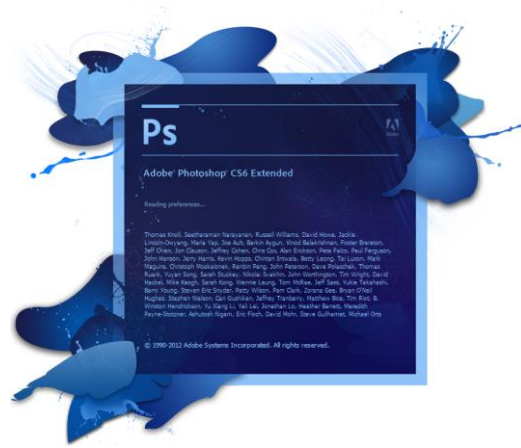 Ps
Adobe
Adobe® Photoshop® CS6 Extended
Reading preferences...
Thomas Knoll, Seetharaman Narayanan, Russell Williams, David Howe, Jackie
Lincoln-Owyang, Maria Yap, Joe Ault, Barkin Aygun, Vinod Balakrishnan, Foster Brereton,
Jeff Chien, Jon Clauson, Jeffrey Cohen, Chris Cox, Alan Erickson, Pete Falco, Paul Ferguson,
John Hanson, Jerry Harris, Kevin Hopps, Chintan Intwala, Betty Leong, Tai Luxon, Mark
Maguire, Christoph Moskalonek, Renbin Peng, John Peterson, Dave Polaschek, Thomas
Ruark, Yuyan Song, Sarah Stuckey, Nikolai Svakhin, John Worthington, Tim Wright, David
Hackel, Mike Keogh, Sarah Kong, Wennie Leung, Tom McRae, Jeff Sass, Yukie Takahashi,
Barry Young, Steven Eric Snyder, Patty Wilson, Pam Clark, Zorana Gee, Bryan O'Neil
Hughes, Stephen Nielson, Cari Gushiken, Jeffrey Tranberry, Matthew Bice, Tim Riot, B.
Winston Hendrickson, Yu Xiang Li, Yali Lei, Jonathan Lo, Heather Barrett, Meredith
Payne-Stotzner, Ashutosh Nigam, Eric Floch, David Mohr, Steve Guilhamet, Michael Orts
© 1990-2012 Adobe Systems Incorporated. All rights reserved.